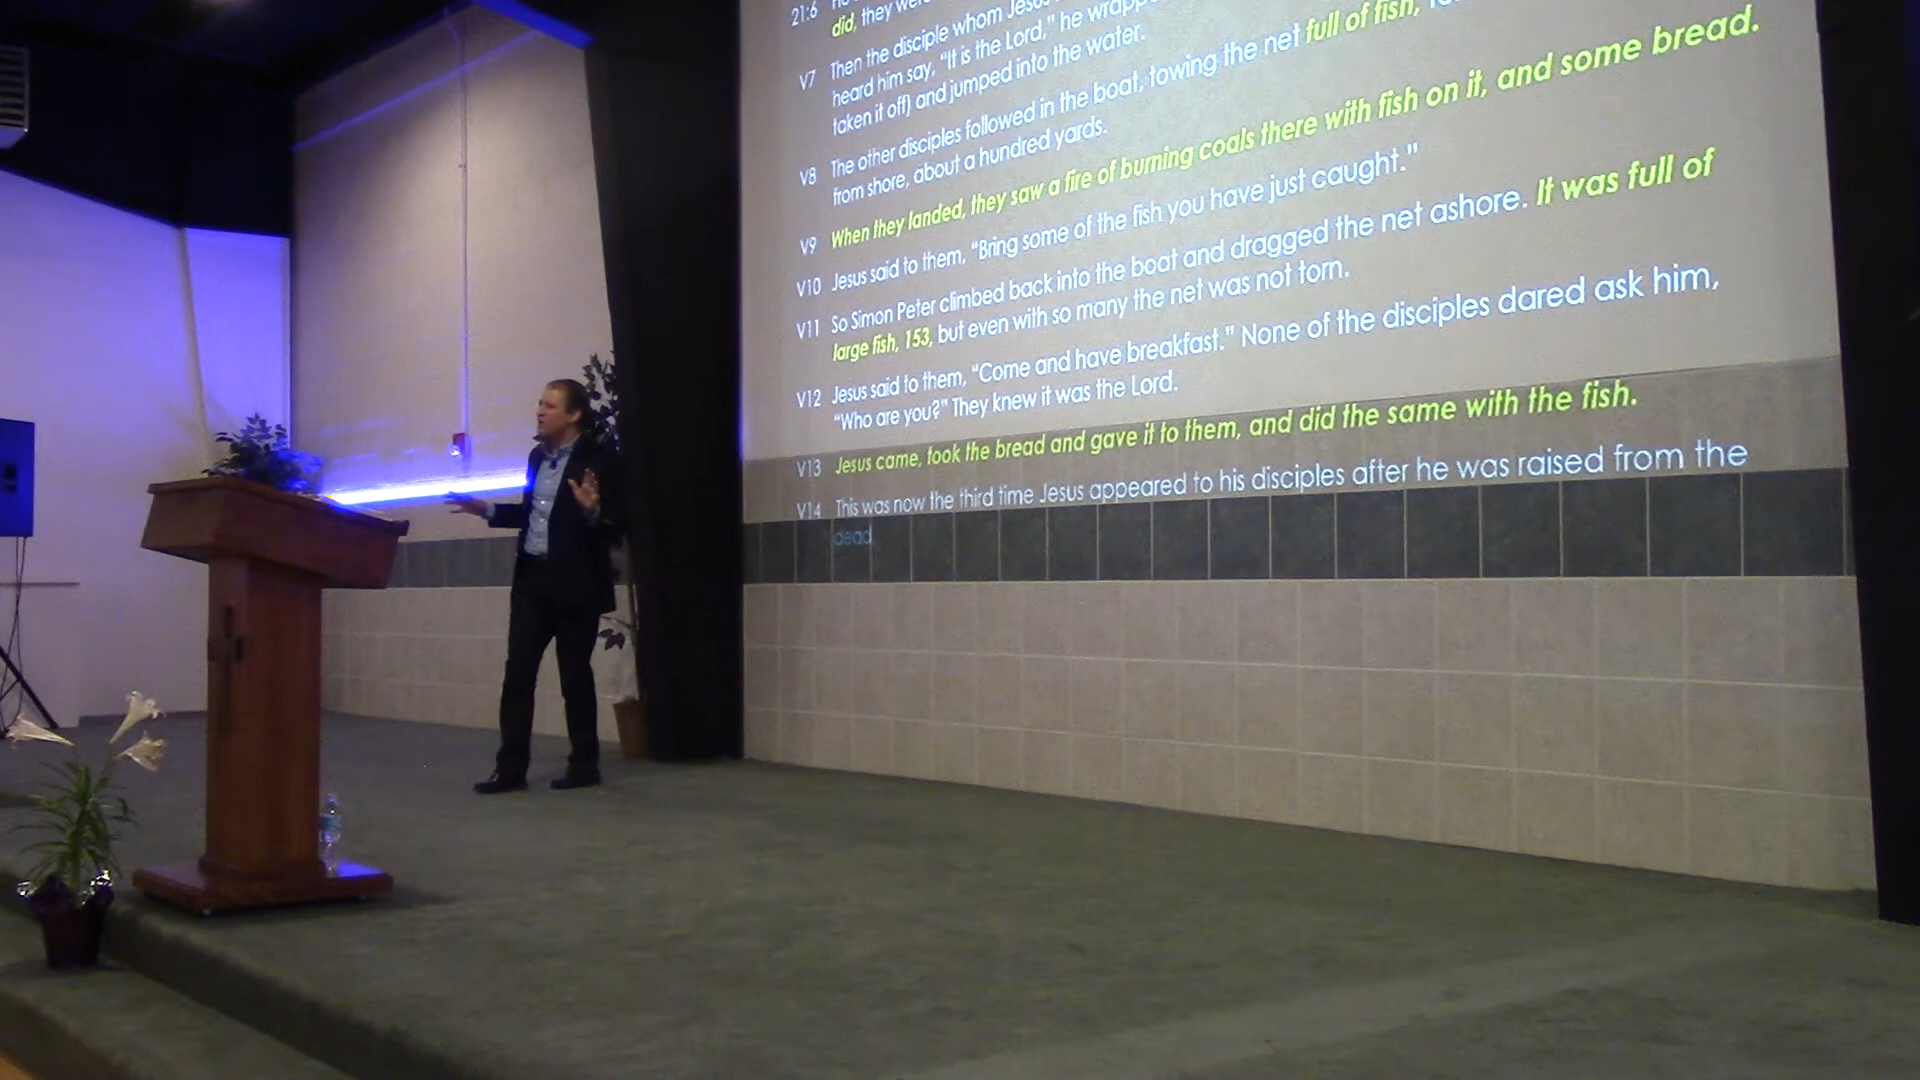 21:6
did, they were
V7 Then the disciple whom Jesus
heard him say, "It is the Lord," he wrapped
taken it off) and jumped into the water.
V8 The other disciples followed in the boat, towing the net full of fish,
from shore, about a hundred yards.
V9 When they landed, they saw a fire of burning coals there with fish on it, and some bread.
V10 Jesus said to them, "Bring some of the fish you have just caught."
V11 So Simon Peter climbed back into the boat and dragged the net ashore. It was full of
large fish, 153, but even with so many the net was not torn.
V12 Jesus said to them, "Come and have breakfast." None of the disciples dared ask him,
"Who are you?" They knew it was the Lord.
V13 Jesus came, took the bread and gave it to them, and did the same with the fish.
V14 This was now the third time Jesus appeared to his disciples after he was raised from the
dead